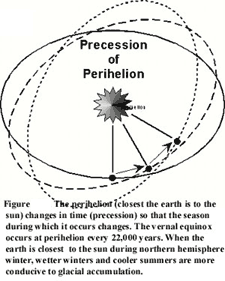 Precession
of
Perihelion
Figure The perihelion (closest the earth is to the
sun) changes in time (precession) so that the season
during which it occurs changes. The vernal equinox
occurs at perihelion every 22,000 years. When the
earth is closest to the sun during northern hemisphere
winter, wetter winters and cooler summers are more
conducive to glacial accumulation.